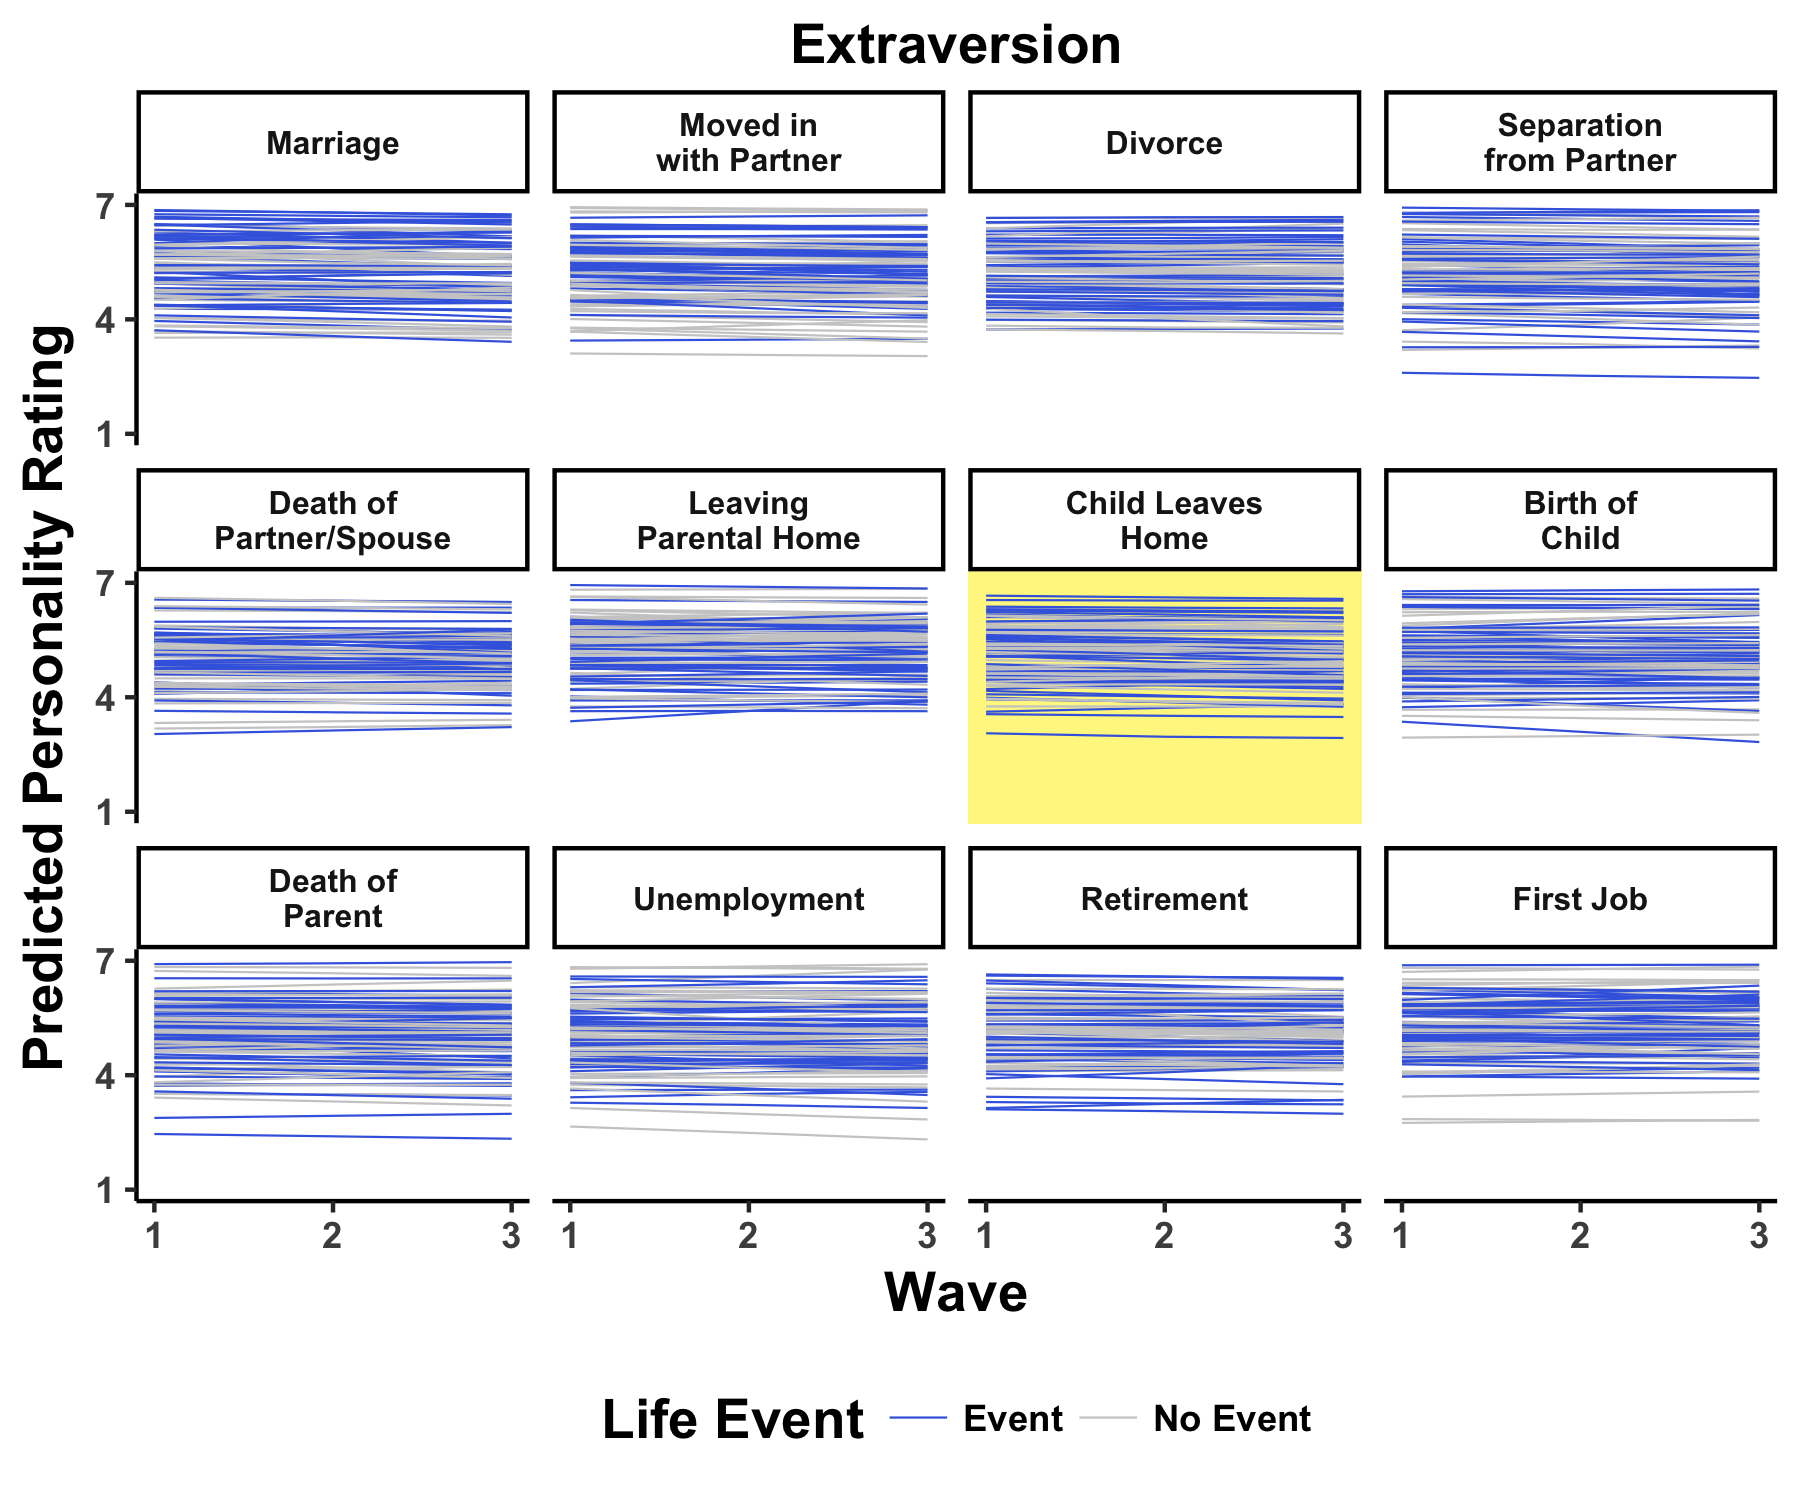 Extraversion
Marriage
Moved in
with Partner
Divorce
Separation
from Partner
7
4
1
Death of
Partner/Spouse
Leaving
Parental Home
Child Leaves
Home
Birth of
Child
7
4
1
Death of
Parent
Unemployment
Retirement
First Job
7
4
1
1 2 3 1 2 3 1 2 3 1 2 3
Predicted Personality Rating
Wave
Life Event Event No Event